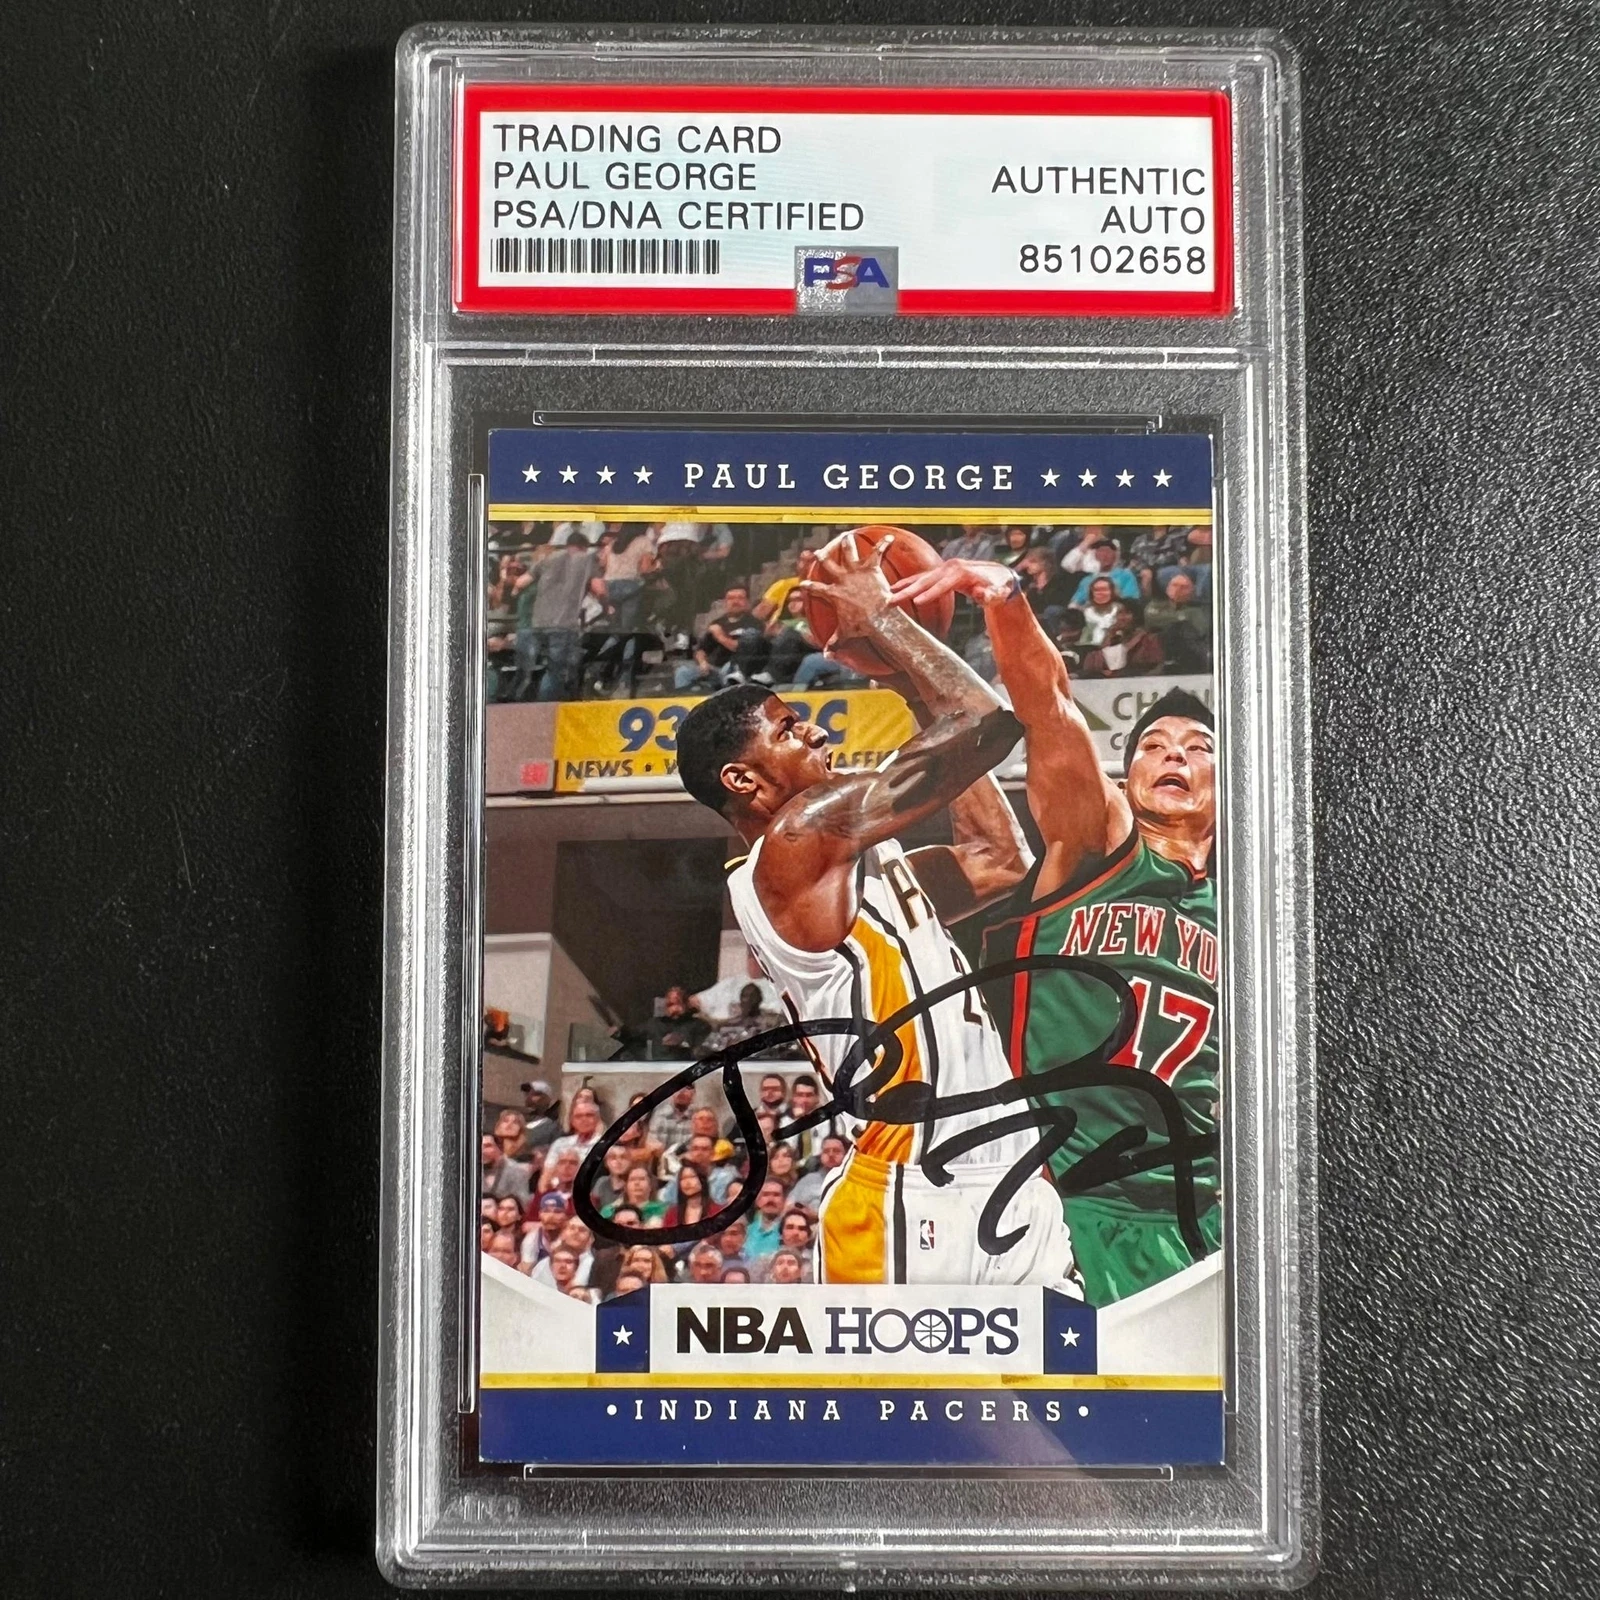 TRADING CARD
PAUL GEORGE
PSA/DNA CERTIFIED
AUTHENTIC
AUTO
85102658
PSA
★ ★ ★ ★ PAUL GEORGE ★ ★ ★ ★
93
NEWS •
NEW YO
17
NBA HOOPS
• INDIANA PACERS •